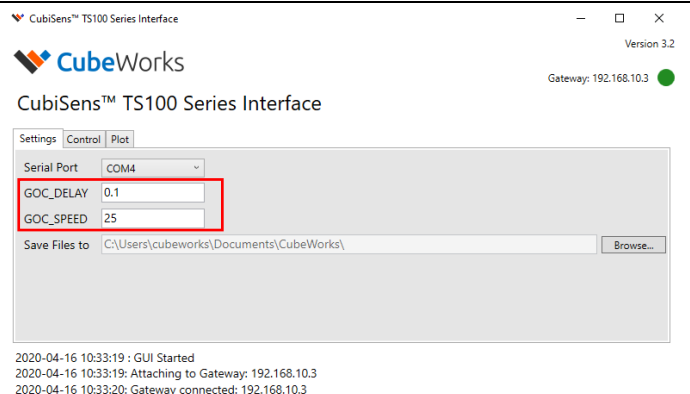 CubiSens™ TS100 Series Interface
Version 3.2
CubeWorks
Gateway: 192.168.10.3
CubiSens™ TS100 Series Interface
Settings Control Plot
Serial Port COM4
GOC_DELAY 0.1
GOC_SPEED 25
Save Files to C:\Users\cubeworks\Documents\CubeWorks\ Browse...
2020-04-16 10:33:19 : GUI Started
2020-04-16 10:33:19: Attaching to Gateway: 192.168.10.3
2020-04-16 10:33:20: Gateway connected: 192.168.10.3